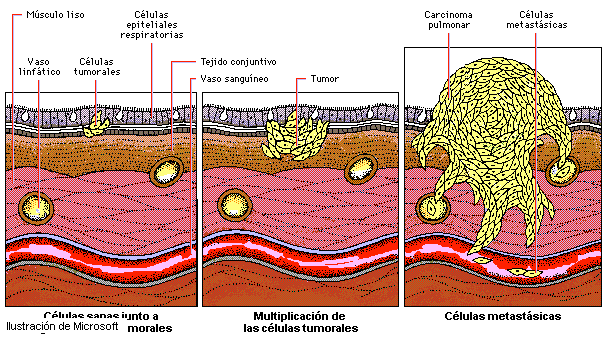 Músculo liso
Células
epiteliales
respiratorias
Carcinoma
pulmonar
Células
metastásicas
Vaso
linfático
Células
tumorales
Tejido conjuntivo
Vaso sanguíneo
Tumor
Células sanas junto a
morales
Ilustración de Microsoft
Multiplicación de
las células tumorales
Células metastásicas